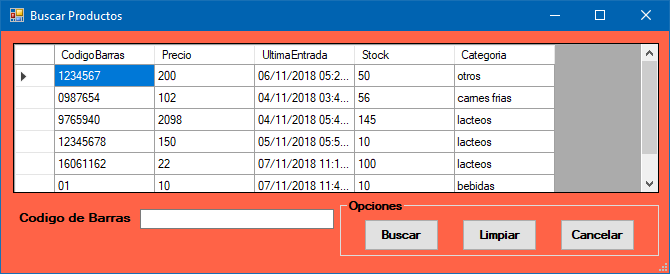 Buscar Productos
CodigoBarras Precio UltimaEntrada Stock Categoria
1234567 200 06/11/2018 05:2... 50 otros
0987654 102 04/11/2018 03:4... 56 carnes frias
9765940 2098 04/11/2018 05:4... 145 lacteos
12345678 150 05/11/2018 05:5... 10 lacteos
16061162 22 07/11/2018 11:1... 100 lacteos
01 10 07/11/2018 11:4... 10 bebidas
Opciones
Codigo de Barras Buscar Limpiar Cancelar